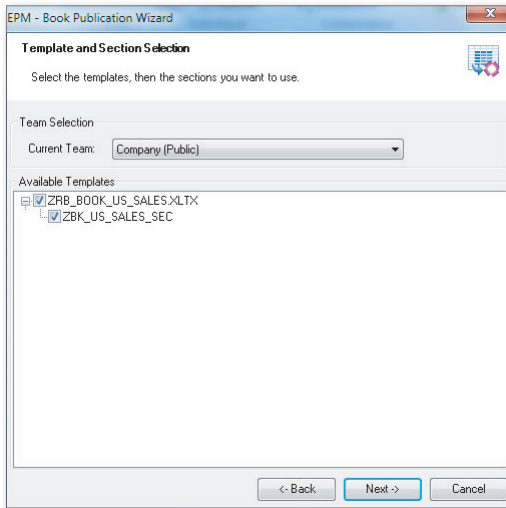 EPM - Book Publication Wizard
Template and Section Selection
Select the templates, then the sections you want to use.
Team Selection
Current Team: Company (Public)
Available Templates
ZRB_BOOK_US_SALES.XLTX
ZBK_US_SALES_SEC
<- Back Next -> Cancel